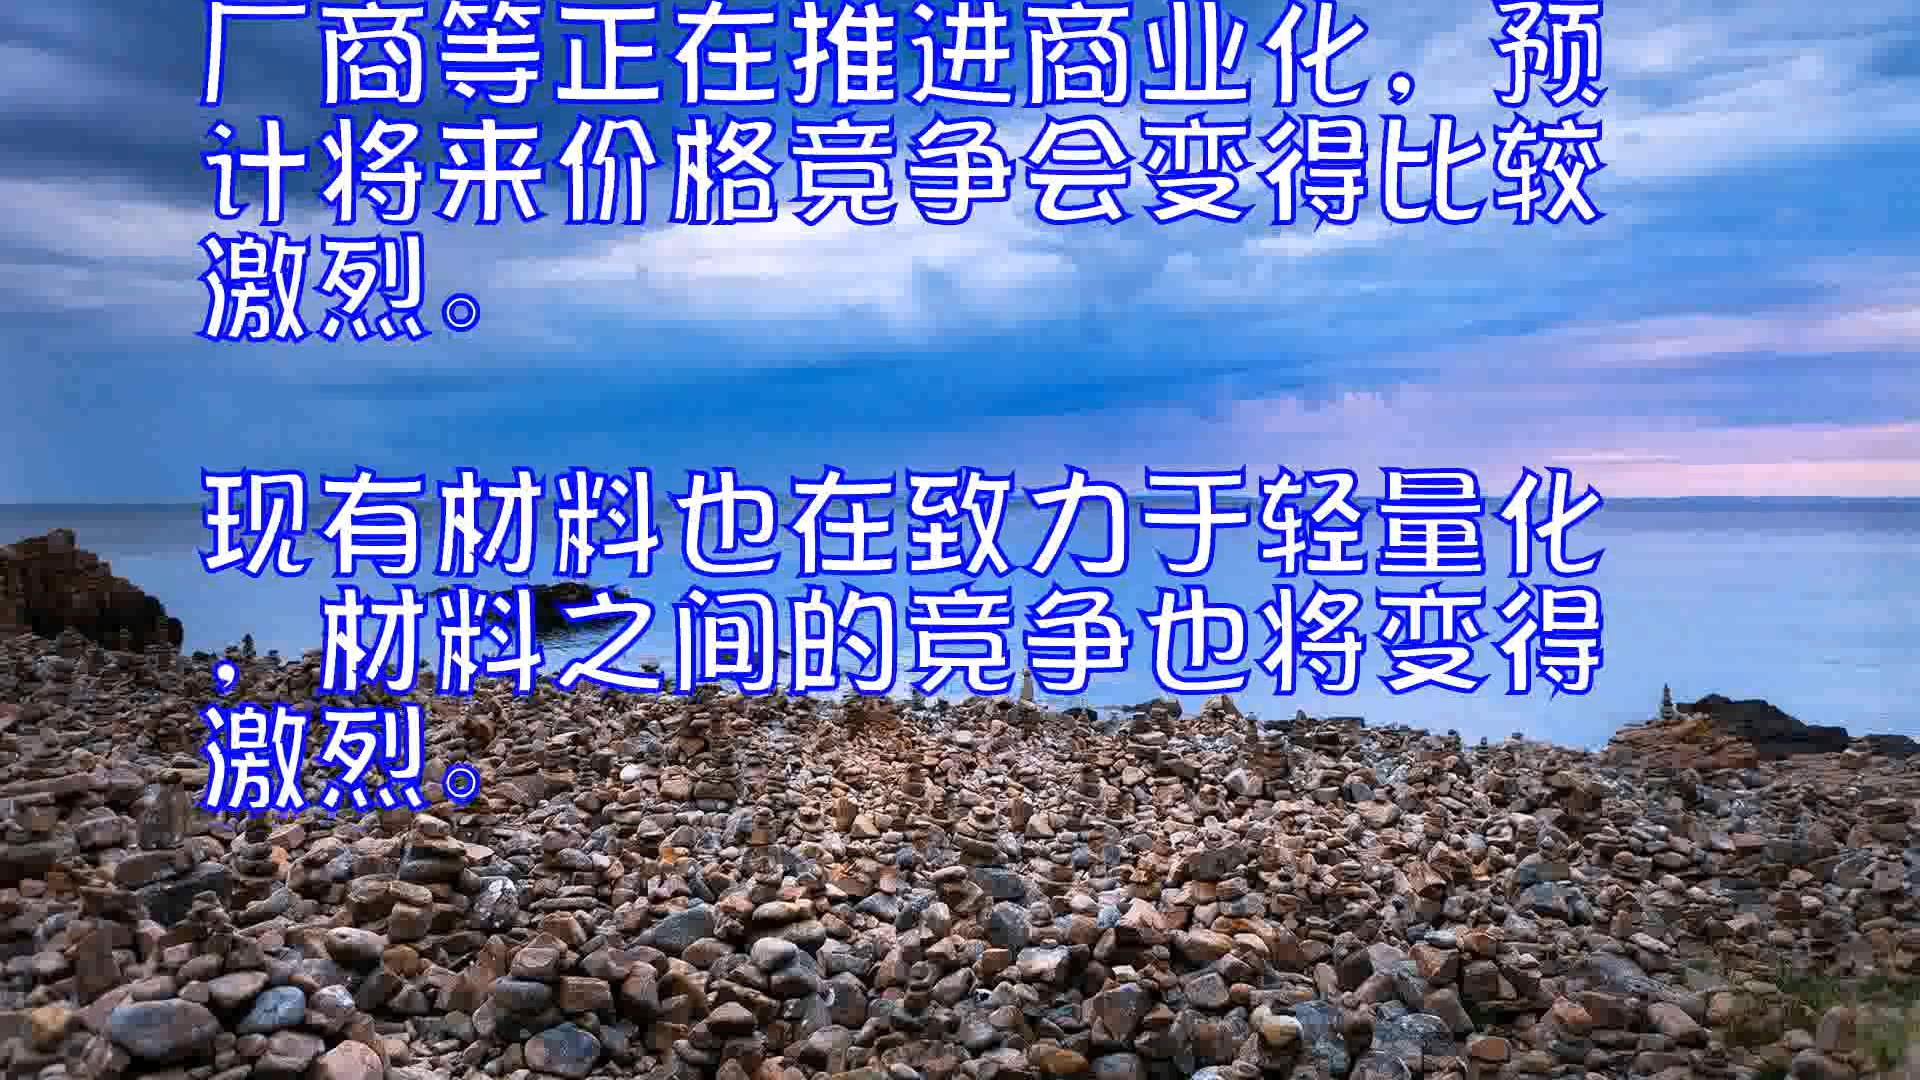 厂商等正在推进商业化，预
计将来价格竞争会变得比较
激烈。
现有材料也在致力于轻量化
，材料之间的竞争也将变得
激烈。